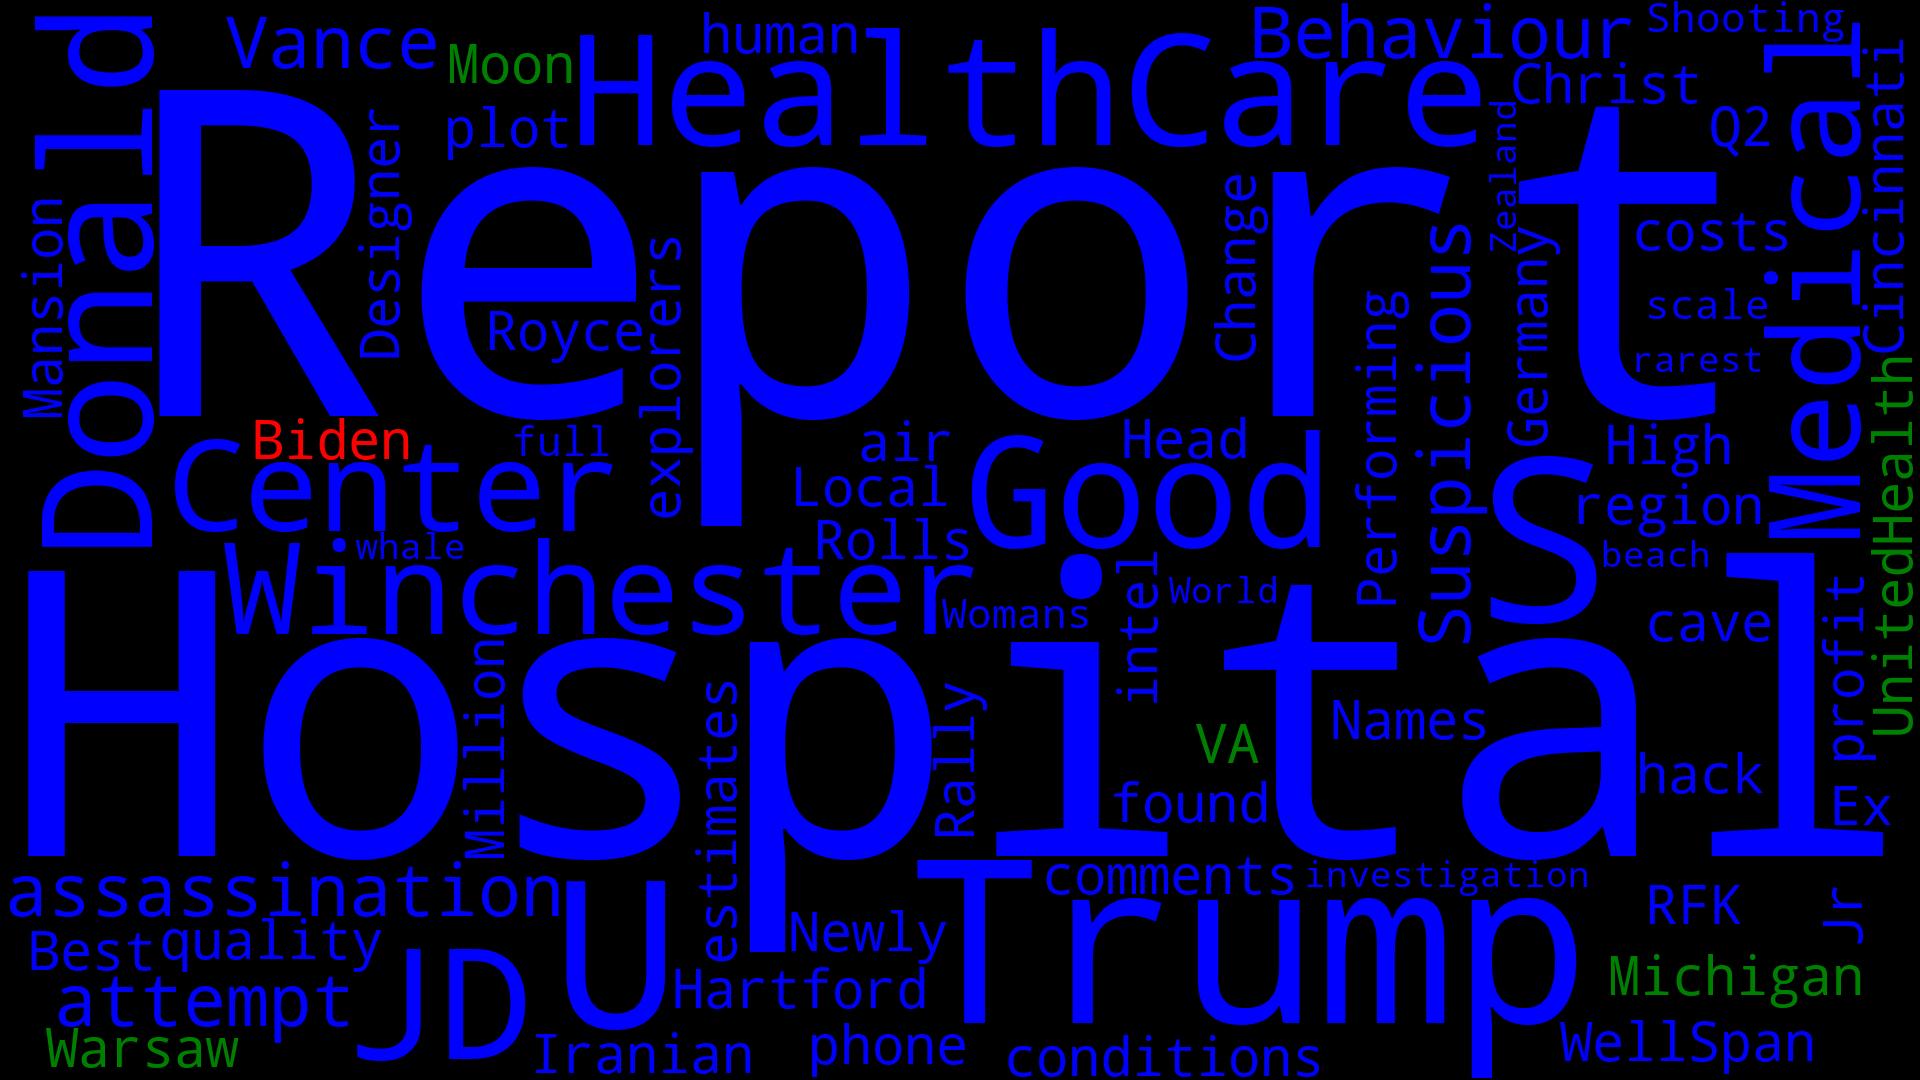 Donald
Vance
Moon
human
HealthCare
Behaviour
Shooting
Christ
plot
Q2
Medical
Cincinnati
Report
Designer
Mansion
Royce
explorers
Change
Zealand
costs
scale
rarest
Germany
Performing
Suspicious
Biden
full
Center
air
Local
Head
Good
High
region
UnitedHealth
Rolls
whale
Winchester
S
beach
World
Womans
intel
cave
profit
Hospital
Million
estimates
Rally
VA
Names
found
hack
Ex
assassination
U
Trump
comments
investigation
RFK
Jr
Best
quality
Newly
JD
attempt
Hartford
Michigan
Warsaw
Iranian
phone
conditions
WellSpan